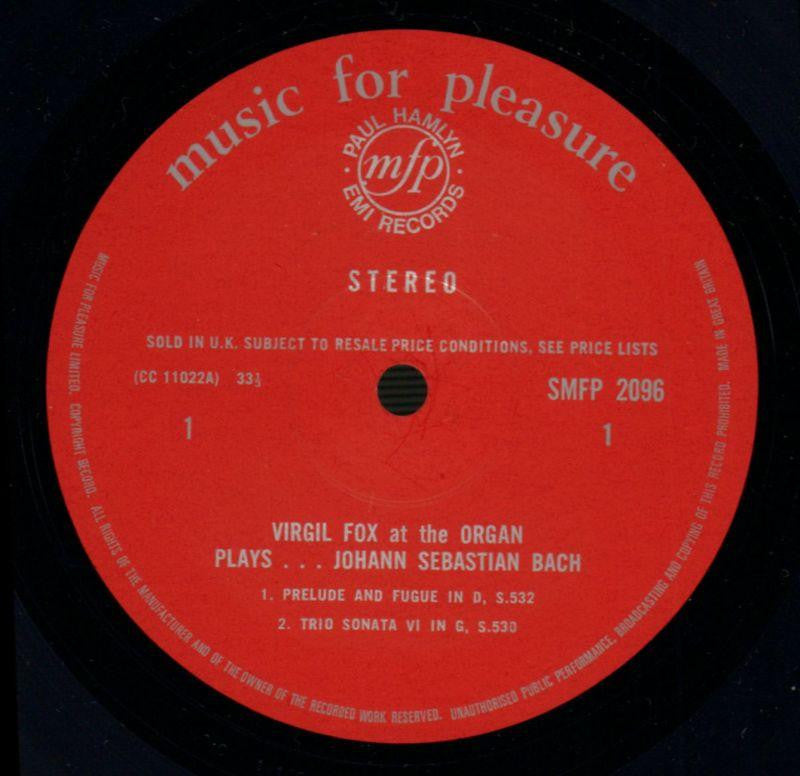 music for pleasure
PAUL HAMLYN
mfp
EMI RECORDS
STEREO
SOLD IN U.K. SUBJECT TO RESALE PRICE CONDITIONS, SEE PRICE LISTS
(CC 11022A) 33⅓
SMFP 2096
1
1
VIRGIL FOX at the ORGAN
PLAYS . . . JOHANN SEBASTIAN BACH
1. PRELUDE AND FUGUE IN D, S.532
2. TRIO SONATA VI IN G, S.530
MUSIC FOR PLEASURE LIMITED. COPYRIGHT RECORD. ALL RIGHTS OF THE MANUFACTURER AND OF THE OWNER OF THE RECORDED WORK RESERVED. UNAUTHORISED PUBLIC PERFORMANCE, BROADCASTING AND COPYING OF THIS RECORD PROHIBITED. MADE IN GREAT BRITAIN